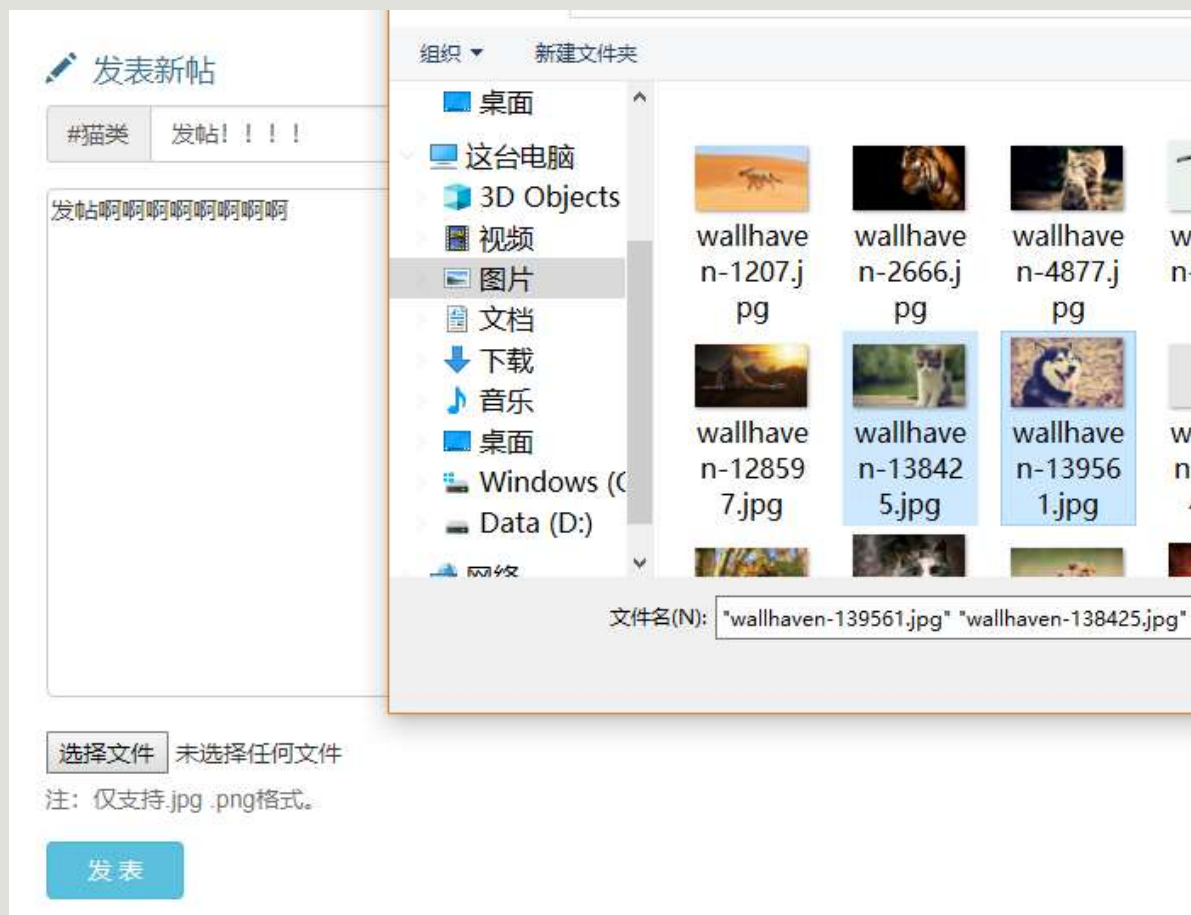 发表新帖
#猫类 发帖！！！！
发帖啊啊啊啊啊啊啊啊
选择文件 未选择任何文件
注：仅支持.jpg .png格式。
发表
组织 新建文件夹
桌面
这台电脑
3D Objects
视频
图片
文档
下载
音乐
桌面
Windows (C
Data (D:)
网络
wallhave
n-1207.j
pg
wallhave
n-2666.j
pg
wallhave
n-4877.j
pg
wallhave
n-12859
7.jpg
wallhave
n-13842
5.jpg
wallhave
n-13956
1.jpg
文件名(N): "wallhaven-139561.jpg" "wallhaven-138425.jpg"